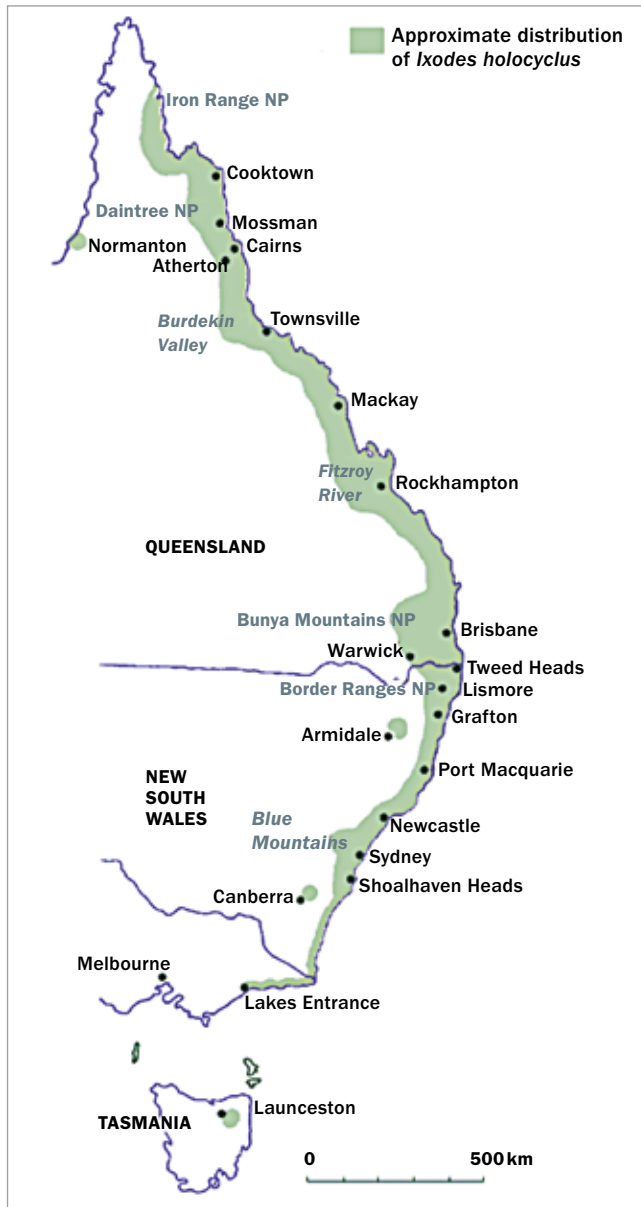 Approximate distribution
of Ixodes holocyclus
Iron Range NP
Cooktown
Daintree NP
Mossman
Normanton
Cairns
Atherton
Burdekin
Valley
Townsville
Mackay
Fitzroy
River
Rockhampton
QUEENSLAND
Bunya Mountains NP
Brisbane
Warwick
Tweed Heads
Border Ranges NP
Lismore
Grafton
Armidale
Port Macquarie
NEW
SOUTH
WALES
Blue
Mountains
Newcastle
Sydney
Shoalhaven Heads
Canberra
Melbourne
Lakes Entrance
Launceston
TASMANIA
0 500 km